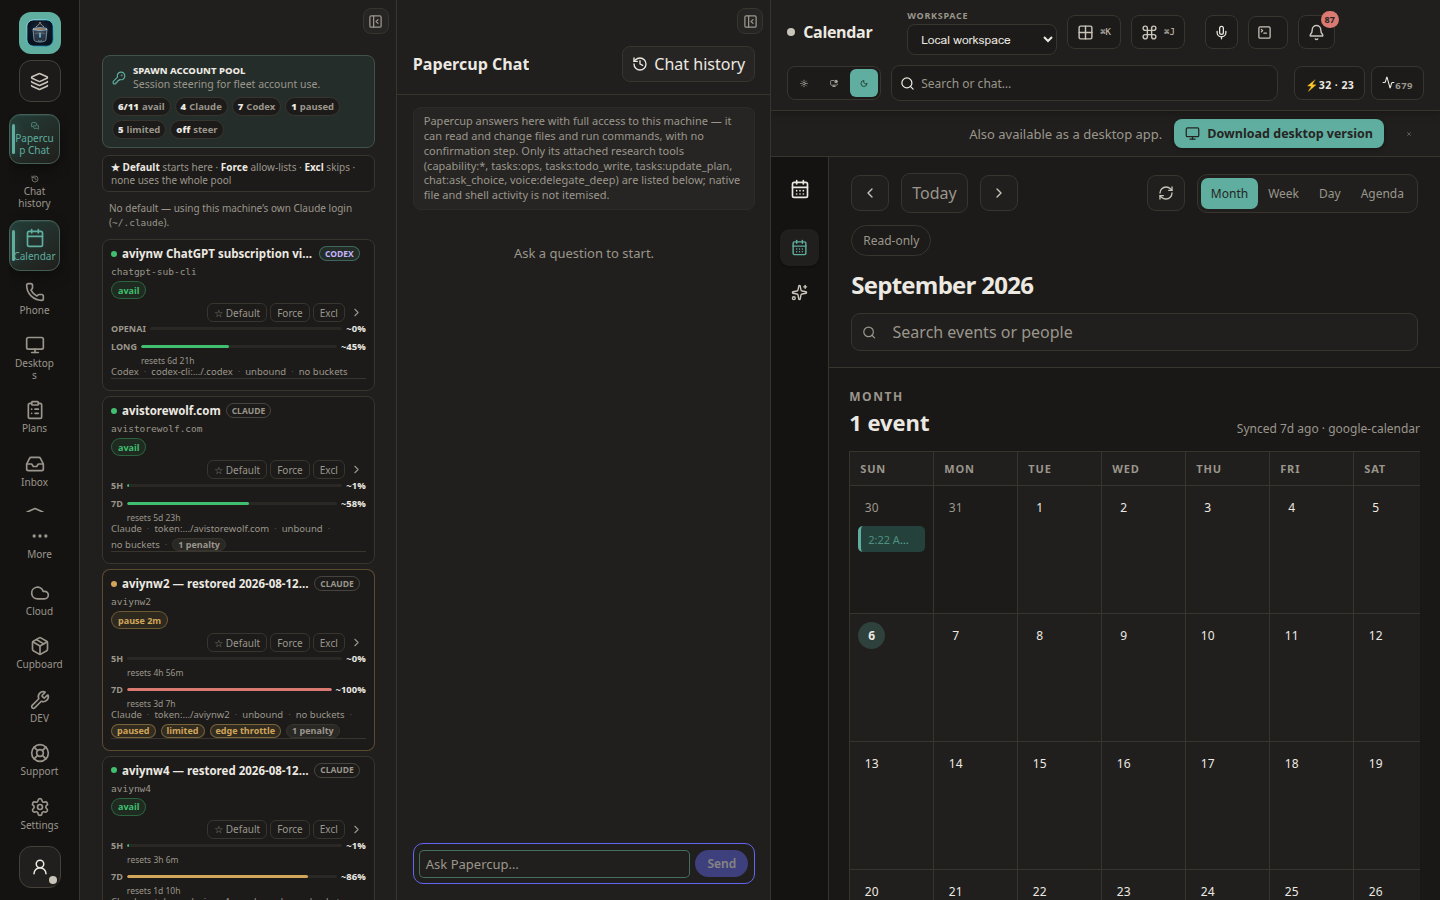 Papercu
p Chat
Chat
history
Calendar
Phone
Desktop
s
Plans
Inbox
More
Cloud
Cupboard
DEV
Support
Settings
SPAWN ACCOUNT POOL
Session steering for fleet account use.
6/11 avail
4 Claude
7 Codex
1 paused
5 limited
off steer
★ Default starts here · Force allow-lists · Excl skips ·
none uses the whole pool
No default — using this machine's own Claude login
(~/.claude).
aviynw ChatGPT subscription vi...
CODEX
chatgpt-sub-cli
avail
☆ Default
Force
Excl
OPENAI
~0%
LONG
~45%
resets 6d 21h
Codex · codex-cli:.../.codex · unbound · no buckets
avistorewolf.com
CLAUDE
avistorewolf.com
avail
☆ Default
Force
Excl
5H
~1%
7D
~58%
resets 5d 23h
Claude · token:.../avistorewolf.com · unbound ·
no buckets · 1 penalty
aviynw2 — restored 2026-08-12...
CLAUDE
aviynw2
pause 2m
☆ Default
Force
Excl
5H
~0%
resets 4h 56m
7D
~100%
resets 3d 7h
Claude · token:.../aviynw2 · unbound · no buckets ·
paused
limited
edge throttle
1 penalty
aviynw4 — restored 2026-08-12...
CLAUDE
aviynw4
avail
☆ Default
Force
Excl
5H
~1%
resets 3h 6m
7D
~86%
resets 1d 10h
Papercup Chat
Chat history
Papercup answers here with full access to this machine — it
can read and change files and run commands, with no
confirmation step. Only its attached research tools
(capability:*, tasks:ops, tasks:todo_write, tasks:update_plan,
chat:ask_choice, voice:delegate_deep) are listed below; native
file and shell activity is not itemised.
Ask a question to start.
Ask Papercup...
Send
Calendar
WORKSPACE
Local workspace
⌘K
⌘J
87
Search or chat...
⚡32 · 23
679
Also available as a desktop app.
Download desktop version
×
Today
Month
Week
Day
Agenda
Read-only
September 2026
Search events or people
MONTH
1 event
Synced 7d ago · google-calendar
SUN
MON
TUE
WED
THU
FRI
SAT
30
31
1
2
3
4
5
2:22 A...
6
7
8
9
10
11
12
13
14
15
16
17
18
19
20
21
22
23
24
25
26